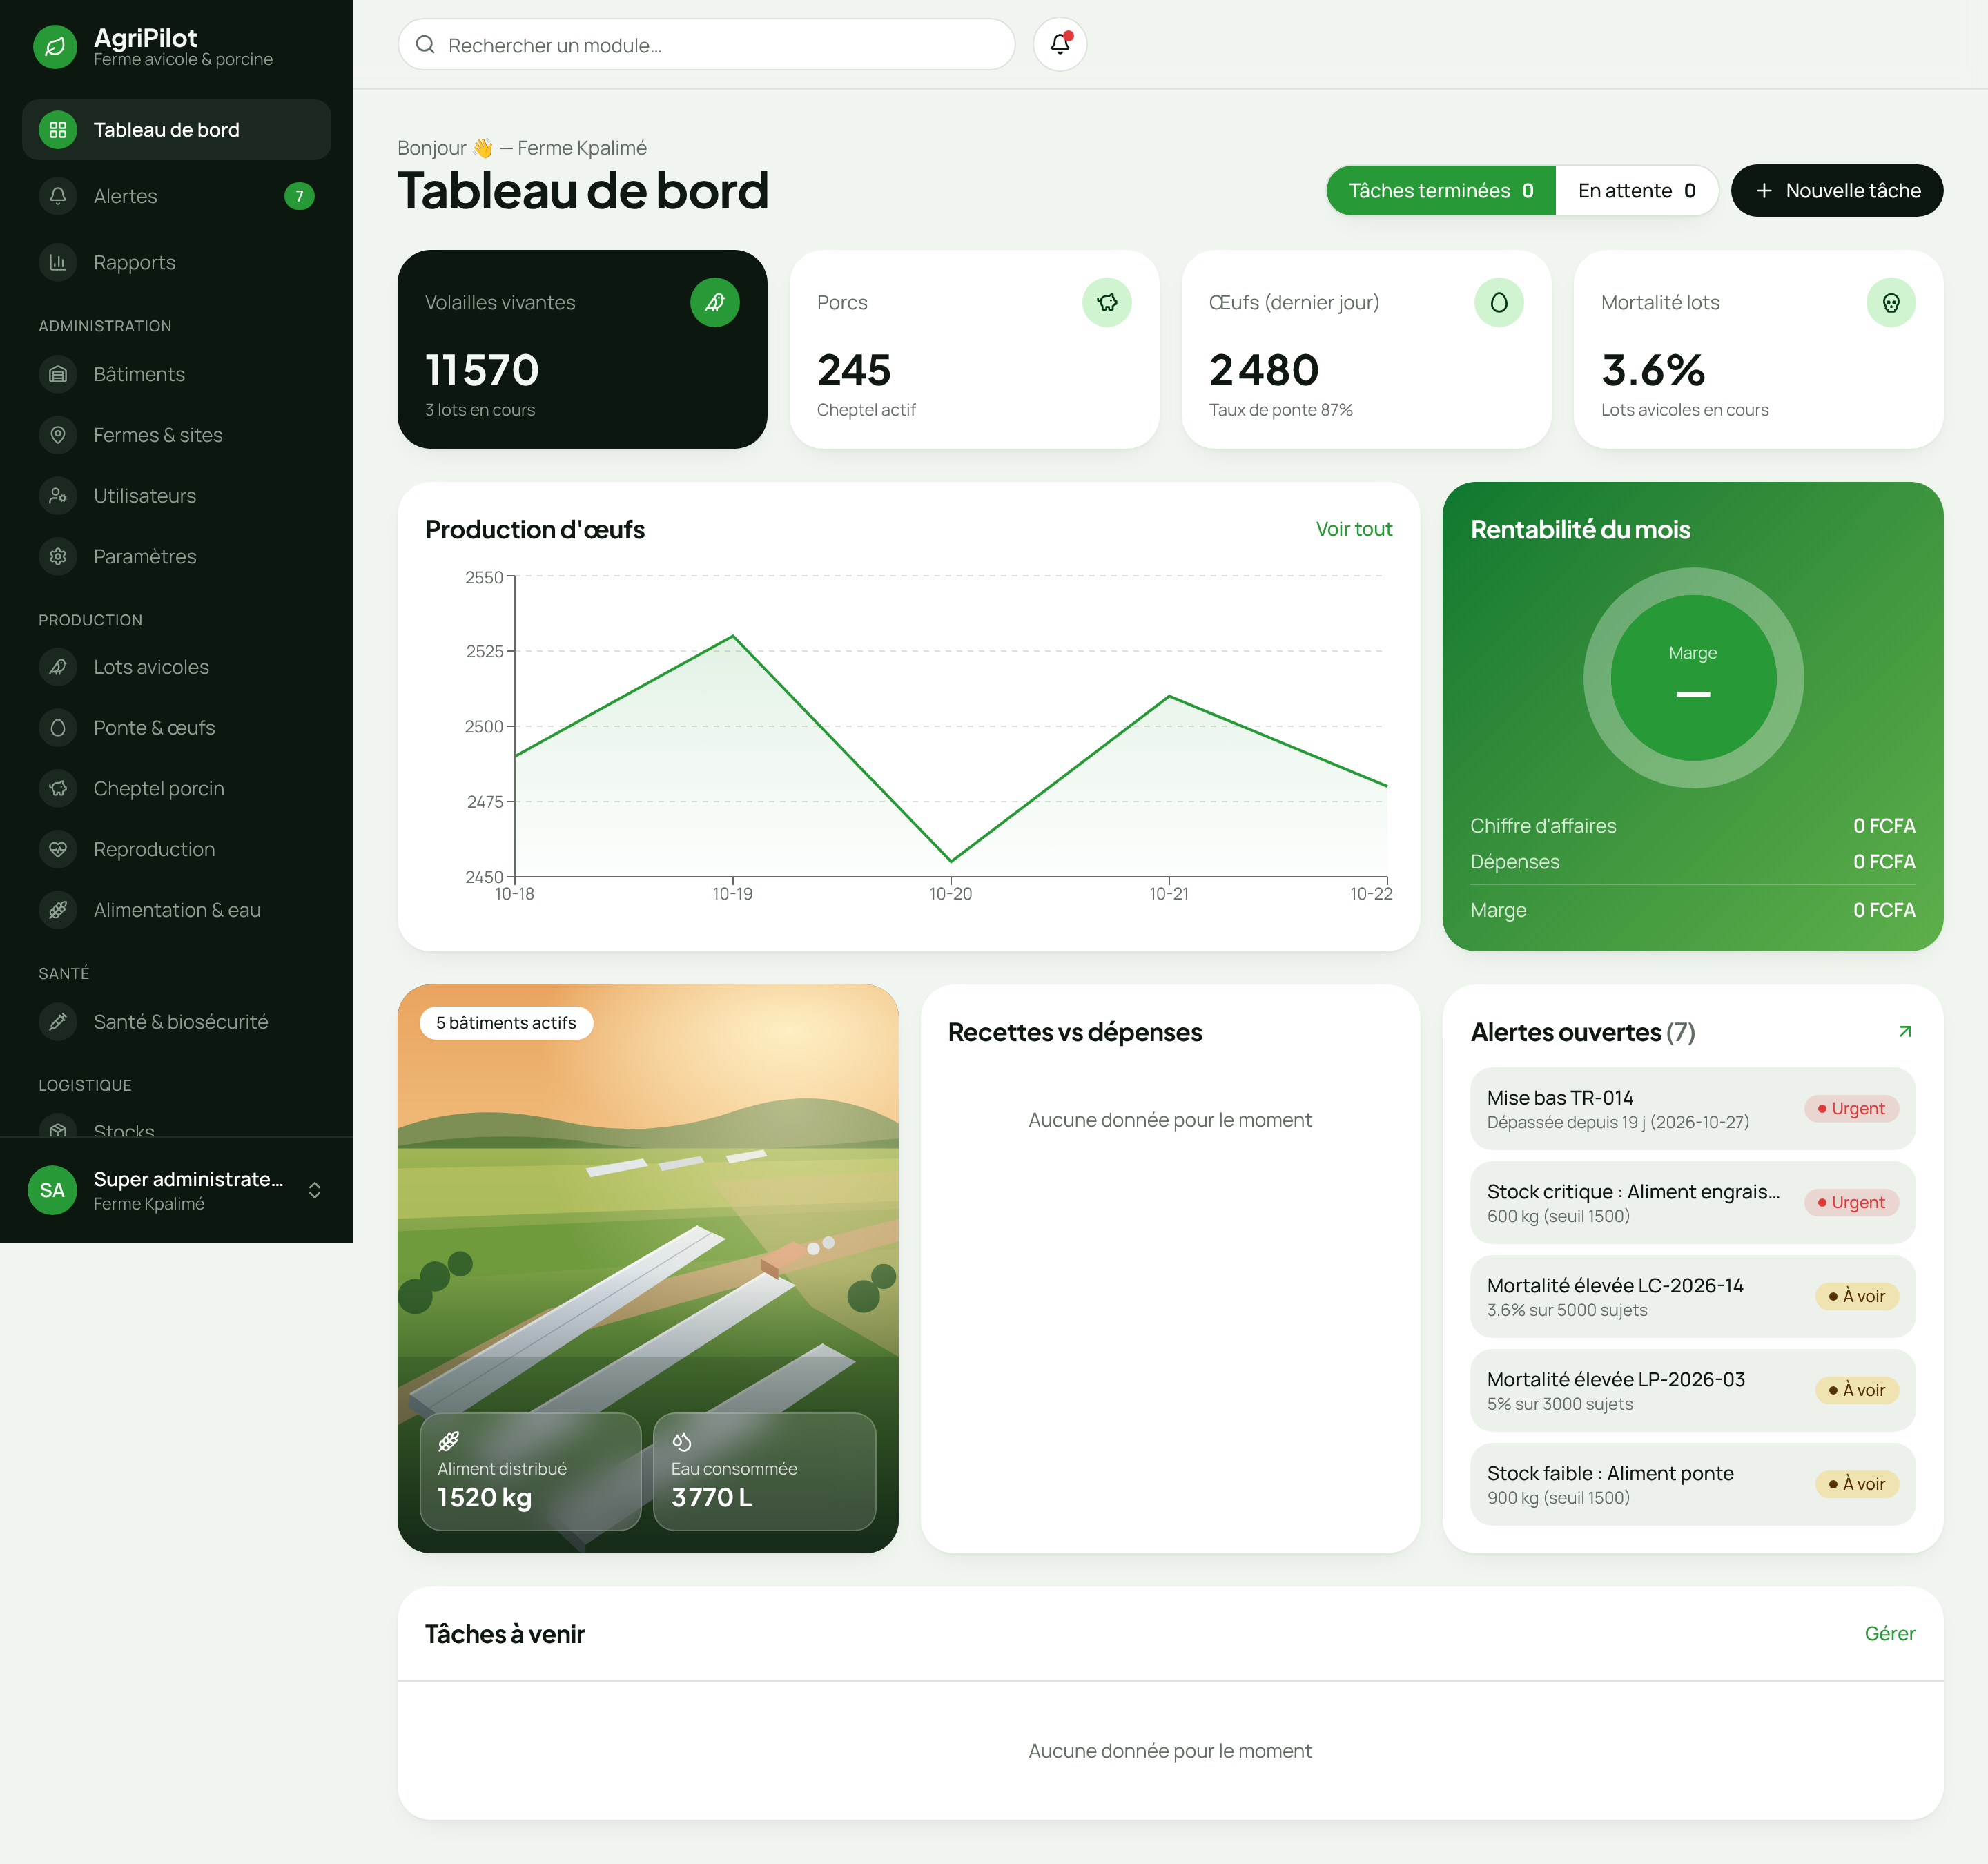 AgriPilot
Ferme avicole & porcine
Tableau de bord
Alertes 7
Rapports
ADMINISTRATION
Bâtiments
Fermes & sites
Utilisateurs
Paramètres
PRODUCTION
Lots avicoles
Ponte & œufs
Cheptel porcin
Reproduction
Alimentation & eau
SANTÉ
Santé & biosécurité
LOGISTIQUE
Stocks
SA
Super administrate...
Ferme Kpalimé
Rechercher un module...
Bonjour 👋 — Ferme Kpalimé
Tableau de bord
Tâches terminées 0
En attente 0
+ Nouvelle tâche
Volailles vivantes
11 570
3 lots en cours
Porcs
245
Cheptel actif
Œufs (dernier jour)
2 480
Taux de ponte 87%
Mortalité lots
3.6%
Lots avicoles en cours
Production d'œufs
Voir tout
2550
2525
2500
2475
2450
10-18 10-19 10-20 10-21 10-22
Rentabilité du mois
Marge
—
Chiffre d'affaires 0 FCFA
Dépenses 0 FCFA
Marge 0 FCFA
5 bâtiments actifs
Aliment distribué
1 520 kg
Eau consommée
3 770 L
Recettes vs dépenses
Aucune donnée pour le moment
Alertes ouvertes (7)
Mise bas TR-014
Dépassée depuis 19 j (2026-10-27)
Urgent
Stock critique : Aliment engrais...
600 kg (seuil 1500)
Urgent
Mortalité élevée LC-2026-14
3.6% sur 5000 sujets
À voir
Mortalité élevée LP-2026-03
5% sur 3000 sujets
À voir
Stock faible : Aliment ponte
900 kg (seuil 1500)
À voir
Tâches à venir
Gérer
Aucune donnée pour le moment